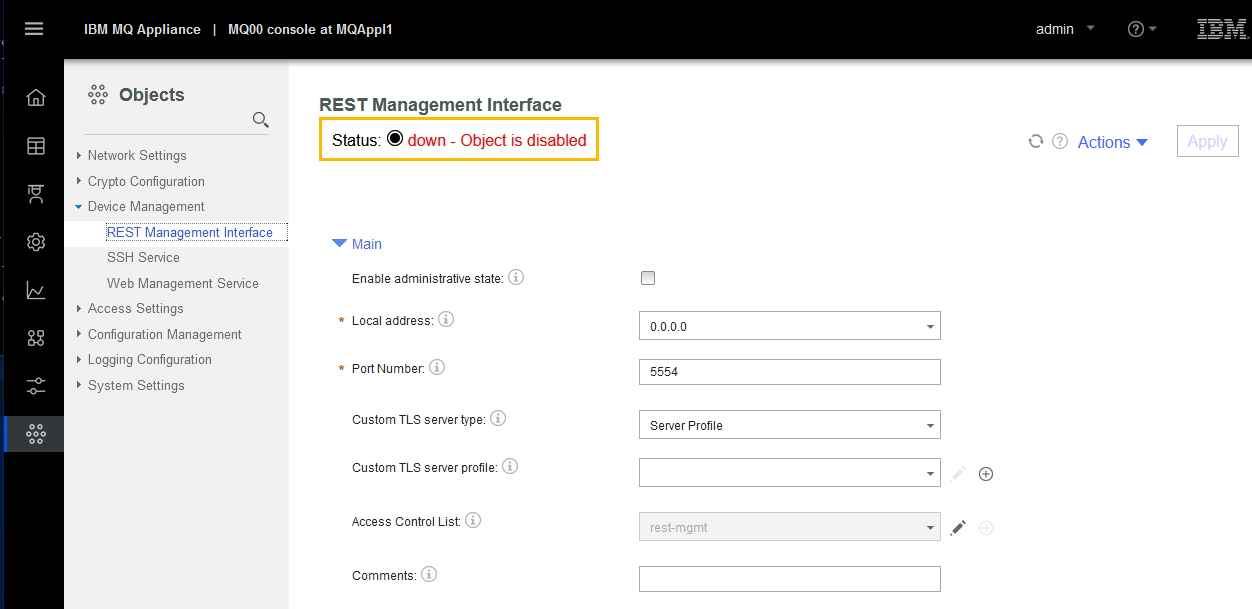 IBM MQ Appliance | MQ00 console at MQAppl1
admin
IBM
Objects
Network Settings
Crypto Configuration
Device Management
REST Management Interface
SSH Service
Web Management Service
Access Settings
Configuration Management
Logging Configuration
System Settings
REST Management Interface
Status: down - Object is disabled
Actions
Apply
Main
Enable administrative state:
* Local address: 0.0.0.0
* Port Number: 5554
Custom TLS server type: Server Profile
Custom TLS server profile:
Access Control List: rest-mgmt
Comments: